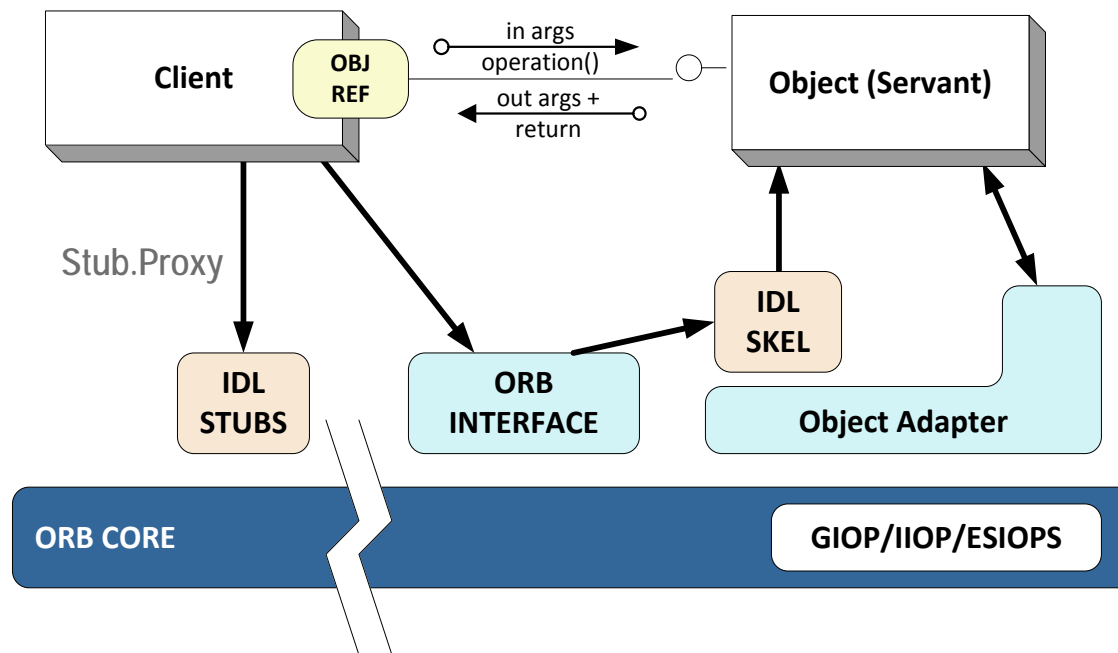 Client
OBJ
REF
in args
operation()
out args +
return
Object (Servant)
Stub.Proxy
IDL
STUBS
ORB
INTERFACE
IDL
SKEL
Object Adapter
ORB CORE
GIOP/IIOP/ESIOPS